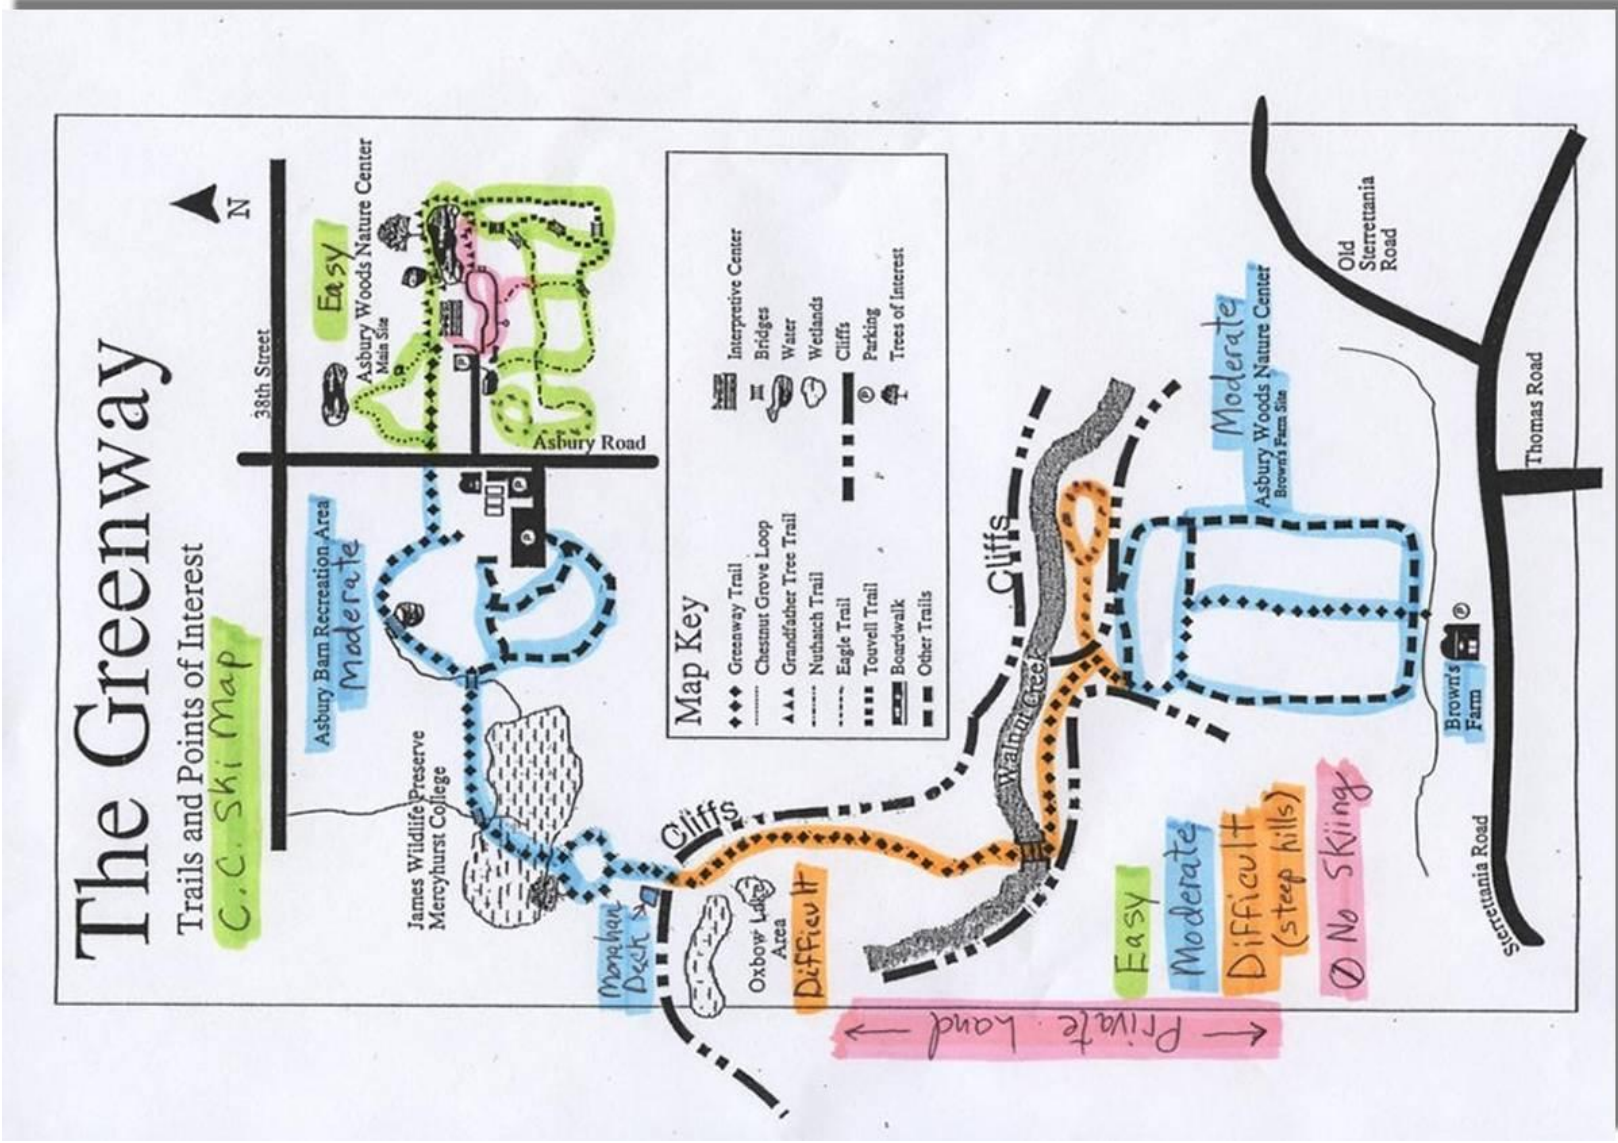 The Greenway
Trails and Points of Interest
C.C. Ski Map
N
38th Street
Easy
Asbury Woods Nature Center
Main Site
Asbury Barn Recreation Area
Moderate
Asbury Road
James Wildlife Preserve
Mercyhurst College
Monahan
Deck
Cliffs
Oxbow Lake
Area
Difficult
Map Key
Greenway Trail
Chestnut Grove Loop
Grandfather Tree Trail
Nuthatch Trail
Eagle Trail
Touvell Trail
Boardwalk
Other Trails
Interpretive Center
Bridges
Water
Wetlands
Cliffs
Parking
Trees of Interest
P
P
P
P
Cliffs
Walnut Creek
Moderate
Asbury Woods Nature Center
Brown's Farm Site
Brown's
Farm
P
Old
Sterrettania
Road
Thomas Road
Sterrettania Road
Easy
Moderate
Difficult
(steep hills)
No Skiing
← Private Land →